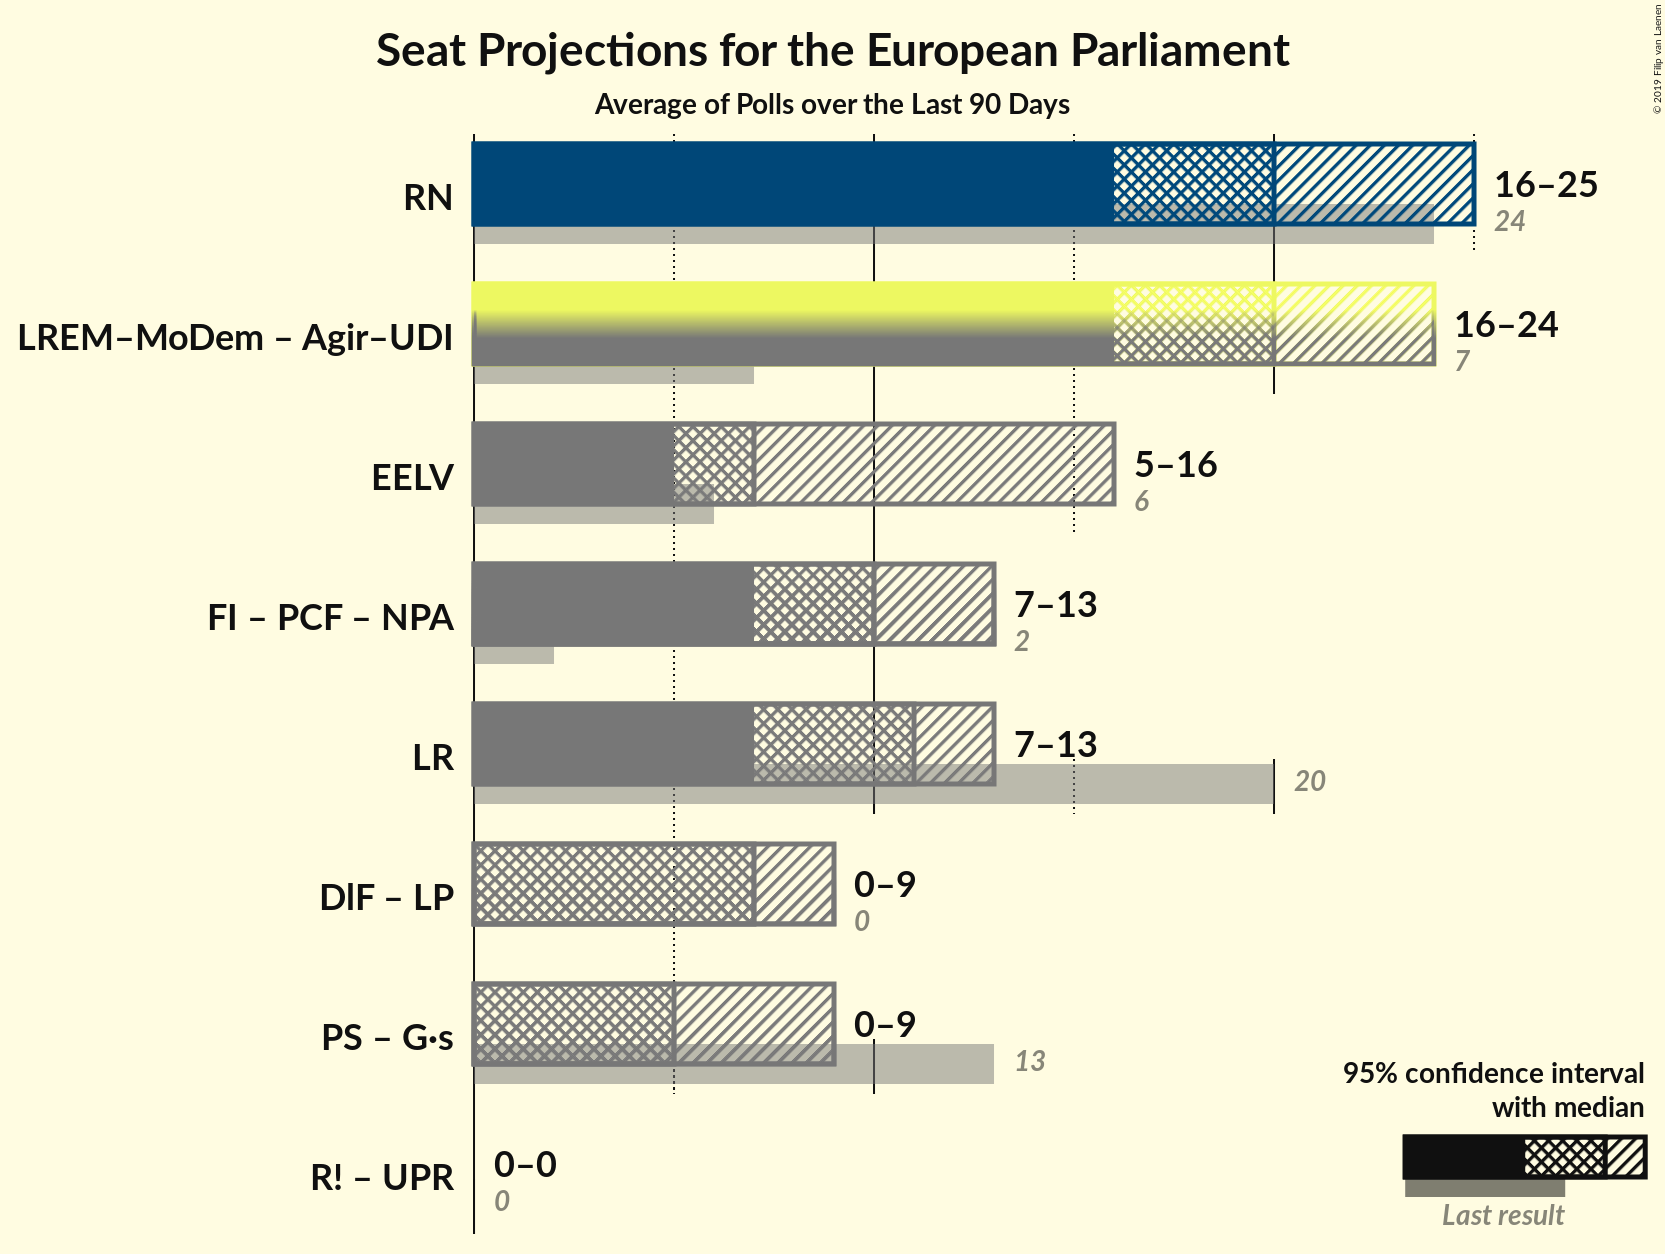 Seat Projections for the European Parliament
Average of Polls over the Last 90 Days
© 2019 Filip van Laenen
RN
16–25
24
LREM–MoDem – Agir–UDI
16–24
7
EELV
5–16
6
FI – PCF – NPA
7–13
2
LR
7–13
20
DlF – LP
0–9
0
PS – G·s
0–9
13
R! – UPR
0–0
0
95% confidence interval
with median
Last result